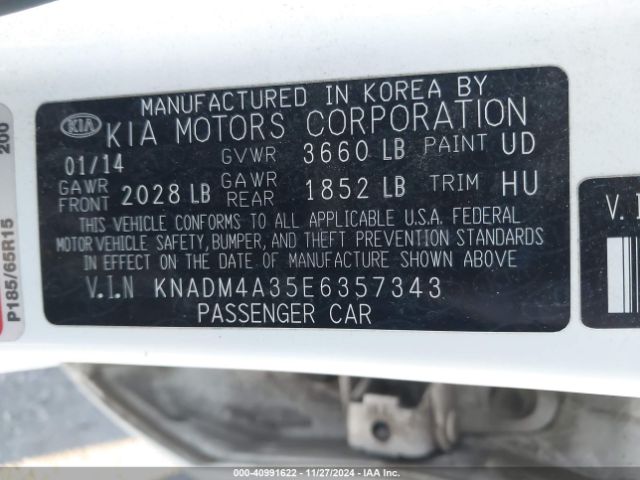 MANUFACTURED IN KOREA BY
KIA KIA MOTORS CORPORATION
01/14 GVWR 3660 LB PAINT UD
GAWR FRONT 2028 LB GAWR REAR 1852 LB TRIM HU
THIS VEHICLE CONFORMS TO ALL APPLICABLE U.S.A. FEDERAL
MOTOR VEHICLE SAFETY, BUMPER, AND THEFT PREVENTION STANDARDS
IN EFFECT ON THE DATE OF MANUFACTURE SHOWN ABOVE
V.I.N KNADM4A35E6357343
PASSENGER CAR
P185/65R15
200
V. I
000-40991622 - 11/27/2024 - IAA Inc.